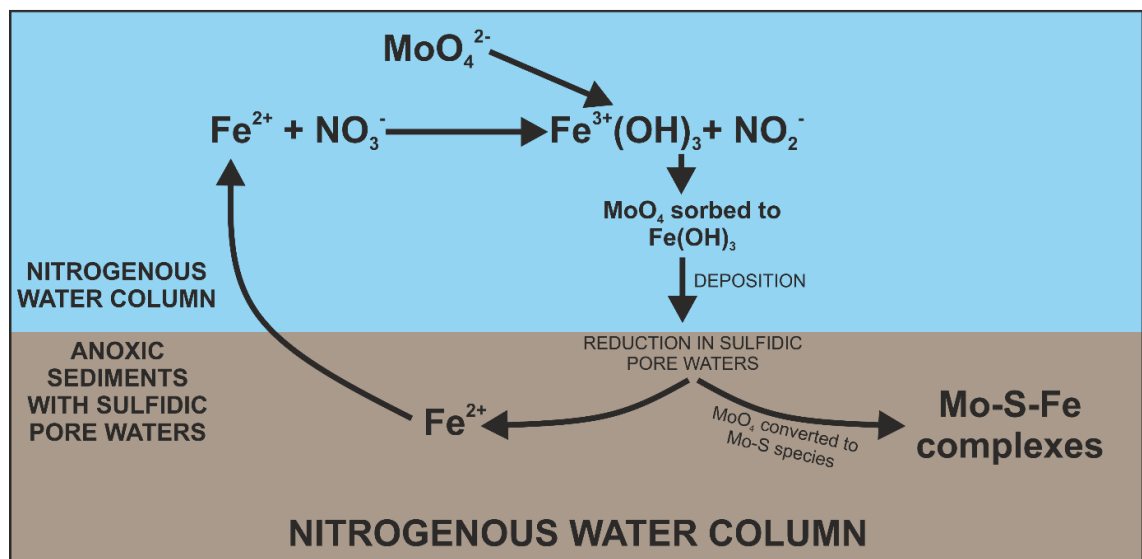 MoO₄²⁻
Fe²⁺ + NO₃⁻
Fe³⁺(OH)₃+ NO₂⁻
MoO₄ sorbed to
Fe(OH)₃
DEPOSITION
NITROGENOUS
WATER COLUMN
REDUCTION IN SULFIDIC
PORE WATERS
ANOXIC
SEDIMENTS
WITH SULFIDIC
PORE WATERS
Fe²⁺
MoO₄ converted to
Mo-S species
Mo-S-Fe
complexes
NITROGENOUS WATER COLUMN